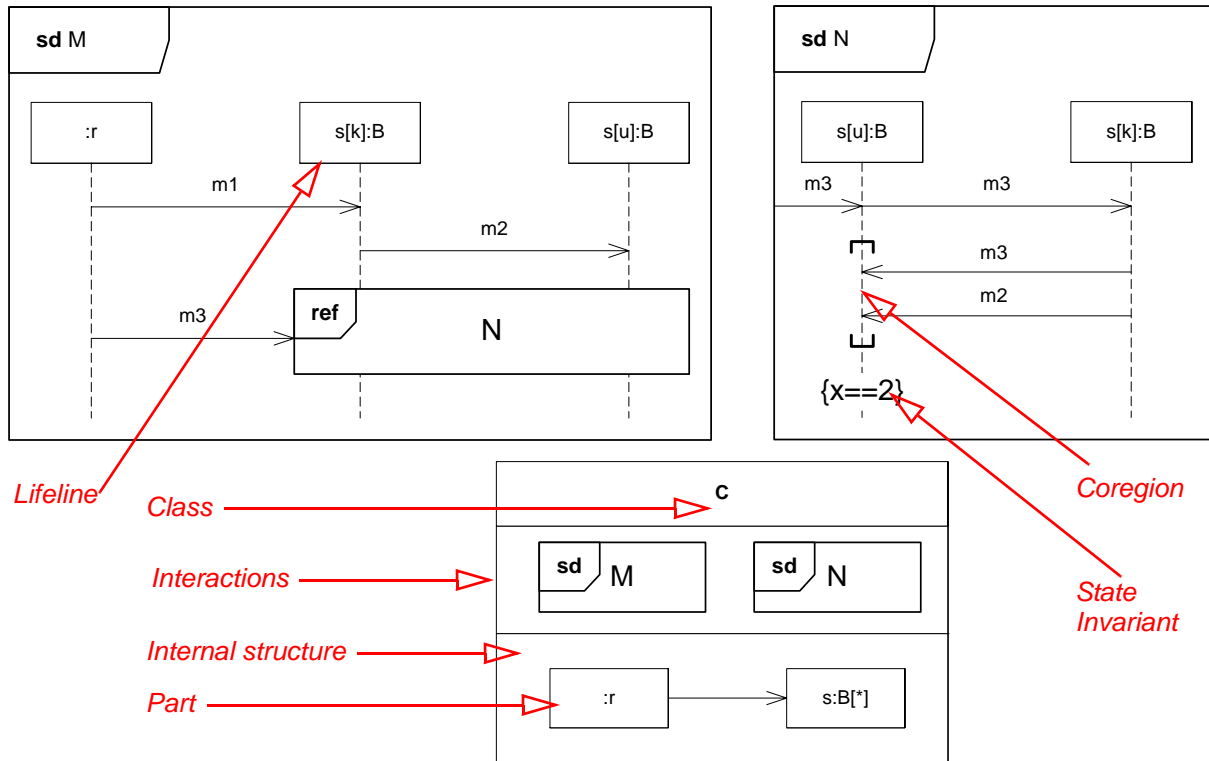 sd M
:r
s[k]:B
s[u]:B
m1
m2
m3
ref
N
sd N
s[u]:B
s[k]:B
m3
m3
m3
m2
{x==2}
Lifeline
Coregion
Class
C
Interactions
sd M
sd N
State
Invariant
Internal structure
Part
:r
s:B[*]